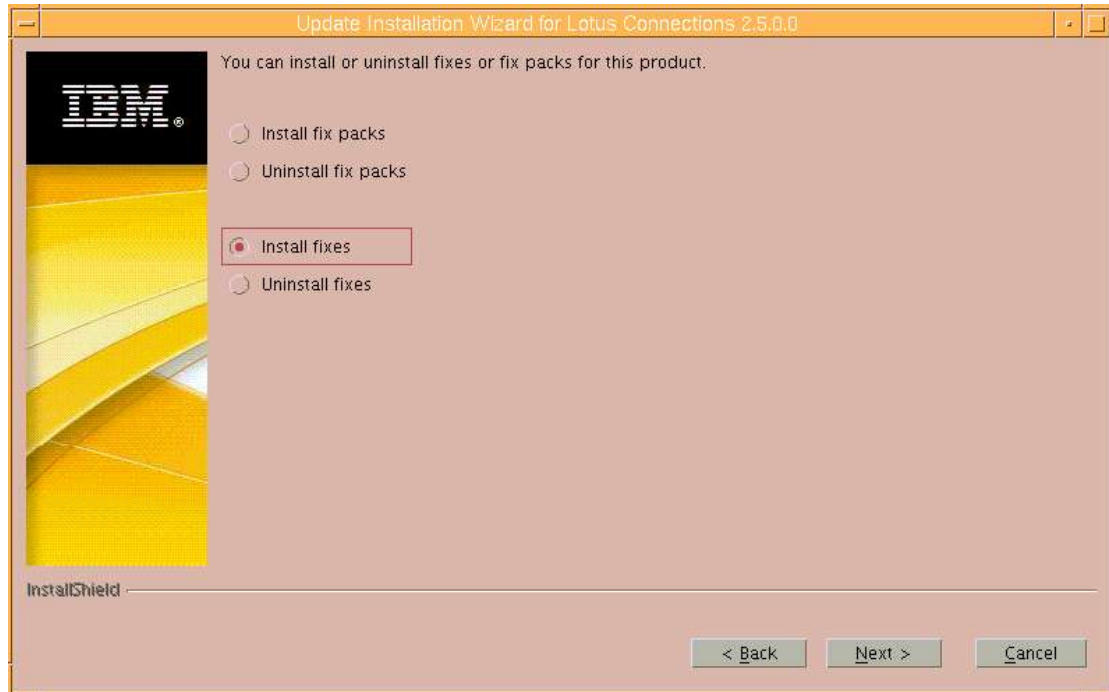 Update Installation Wizard for Lotus Connections 2.5.0.0
You can install or uninstall fixes or fix packs for this product.
IBM®
Install fix packs
Uninstall fix packs
Install fixes
Uninstall fixes
InstallShield
< Back
Next >
Cancel